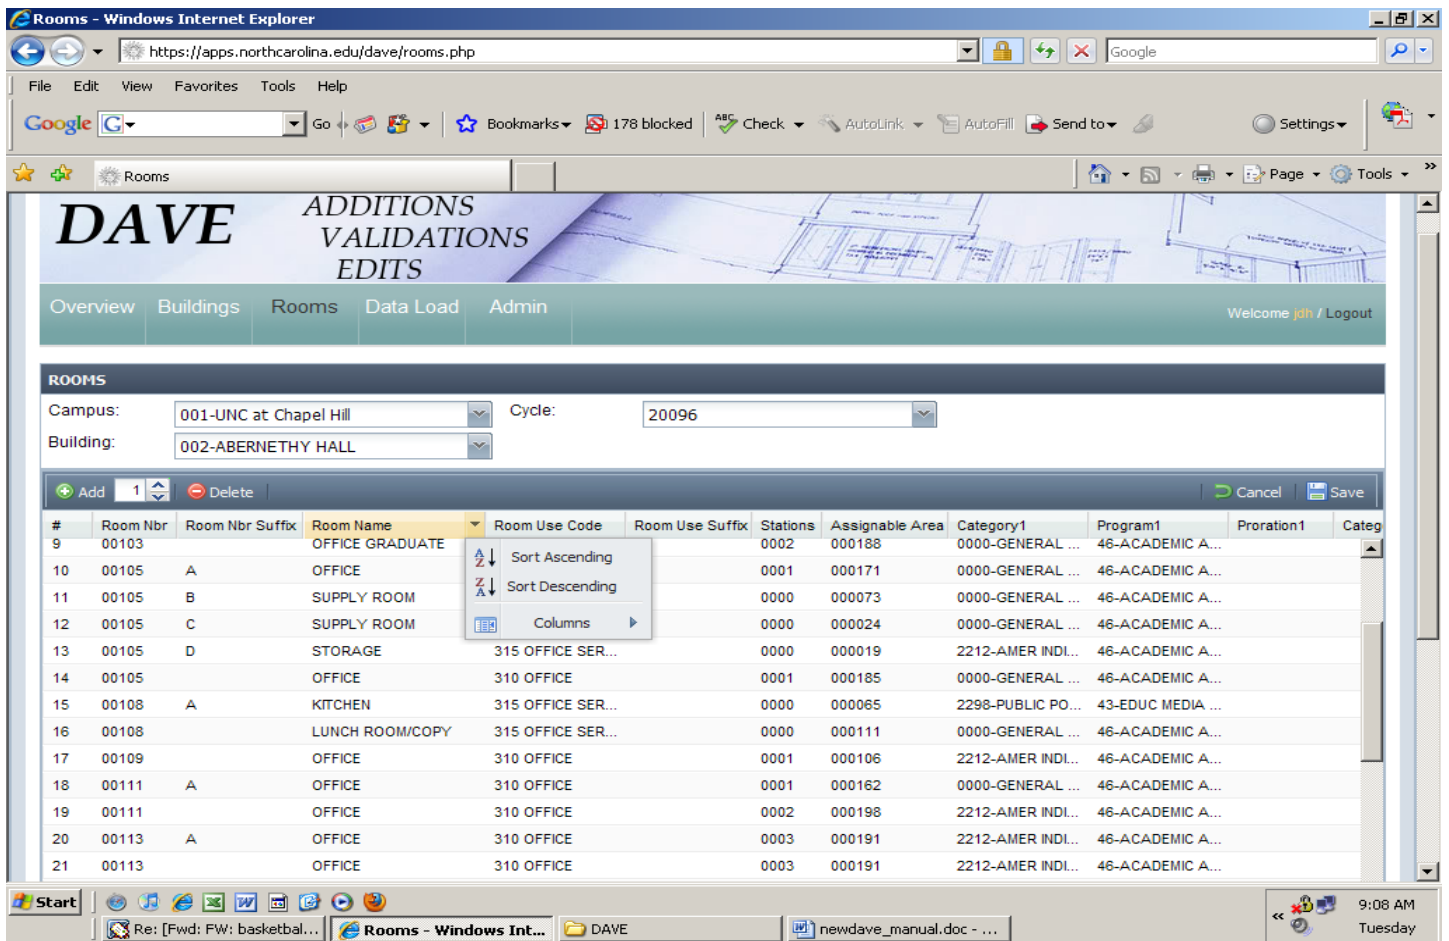 Rooms - Windows Internet Explorer
https://apps.northcarolina.edu/dave/rooms.php
Google
File Edit View Favorites Tools Help
Google G Go Bookmarks 178 blocked ABC Check AutoLink AutoFill Send to Settings
Rooms Page Tools »
DAVE ADDITIONS
VALIDATIONS
EDITS
Overview Buildings Rooms Data Load Admin
Welcome jdh / Logout
ROOMS
Campus: 001-UNC at Chapel Hill Cycle: 20096
Building: 002-ABERNETHY HALL
Add 1 Delete Cancel Save
# Room Nbr Room Nbr Suffix Room Name Room Use Code Room Use Suffix Stations Assignable Area Category1 Program1 Proration1 Categ
9 00103 OFFICE GRADUATE 0002 000188 0000-GENERAL ... 46-ACADEMIC A...
Sort Ascending
10 00105 A OFFICE 0001 000171 0000-GENERAL ... 46-ACADEMIC A...
Sort Descending
11 00105 B SUPPLY ROOM 0000 000073 0000-GENERAL ... 46-ACADEMIC A...
Columns
12 00105 C SUPPLY ROOM 0000 000024 0000-GENERAL ... 46-ACADEMIC A...
13 00105 D STORAGE 315 OFFICE SER... 0000 000019 2212-AMER INDI... 46-ACADEMIC A...
14 00105 OFFICE 310 OFFICE 0001 000185 0000-GENERAL ... 46-ACADEMIC A...
15 00108 A KITCHEN 315 OFFICE SER... 0000 000065 2298-PUBLIC PO... 43-EDUC MEDIA ...
16 00108 LUNCH ROOM/COPY 315 OFFICE SER... 0000 000111 0000-GENERAL ... 46-ACADEMIC A...
17 00109 OFFICE 310 OFFICE 0001 000106 2212-AMER INDI... 46-ACADEMIC A...
18 00111 A OFFICE 310 OFFICE 0001 000162 0000-GENERAL ... 46-ACADEMIC A...
19 00111 OFFICE 310 OFFICE 0002 000198 2212-AMER INDI... 46-ACADEMIC A...
20 00113 A OFFICE 310 OFFICE 0003 000191 2212-AMER INDI... 46-ACADEMIC A...
21 00113 OFFICE 310 OFFICE 0003 000191 2212-AMER INDI... 46-ACADEMIC A...
Start « 9:08 AM
Re: [Fwd: FW: basketbal... Rooms - Windows Int... DAVE newdave_manual.doc - ... Tuesday